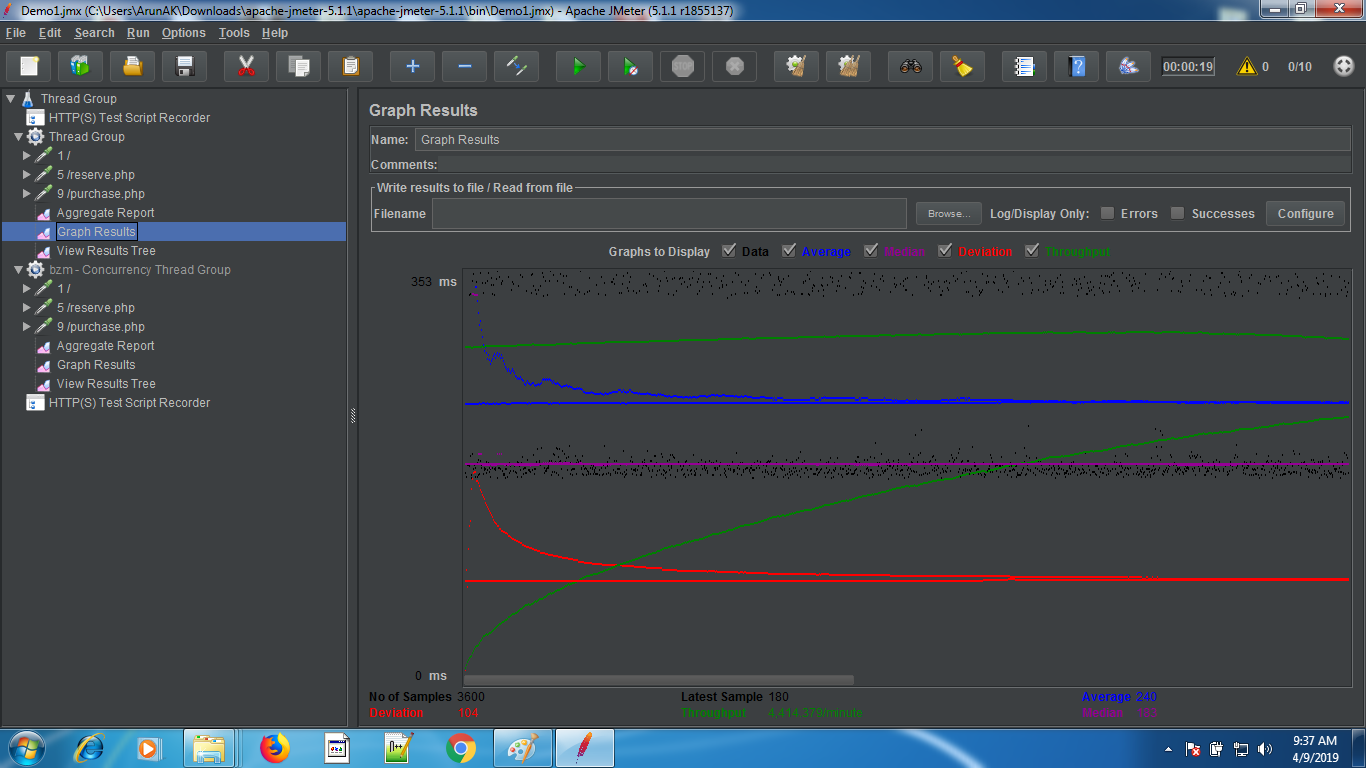 Demo1.jmx (C:\Users\ArunAK\Downloads\apache-jmeter-5.1.1\apache-jmeter-5.1.1\bin\Demo1.jmx) - Apache JMeter (5.1.1 r1855137)
File Edit Search Run Options Tools Help
STOP 00:00:19 0 0/10
Thread Group
HTTP(S) Test Script Recorder
Thread Group
1 /
5 /reserve.php
9 /purchase.php
Aggregate Report
Graph Results
View Results Tree
bzm - Concurrency Thread Group
1 /
5 /reserve.php
9 /purchase.php
Aggregate Report
Graph Results
View Results Tree
HTTP(S) Test Script Recorder
Graph Results
Name: Graph Results
Comments:
Write results to file / Read from file
Filename Browse... Log/Display Only: Errors Successes Configure
Graphs to Display Data Average Median Deviation Throughput
353 ms
0 ms
No of Samples 3600 Latest Sample 180 Average 240
Deviation 104 Throughput 4,414.379/minute Median
9:37 AM
4/9/2019